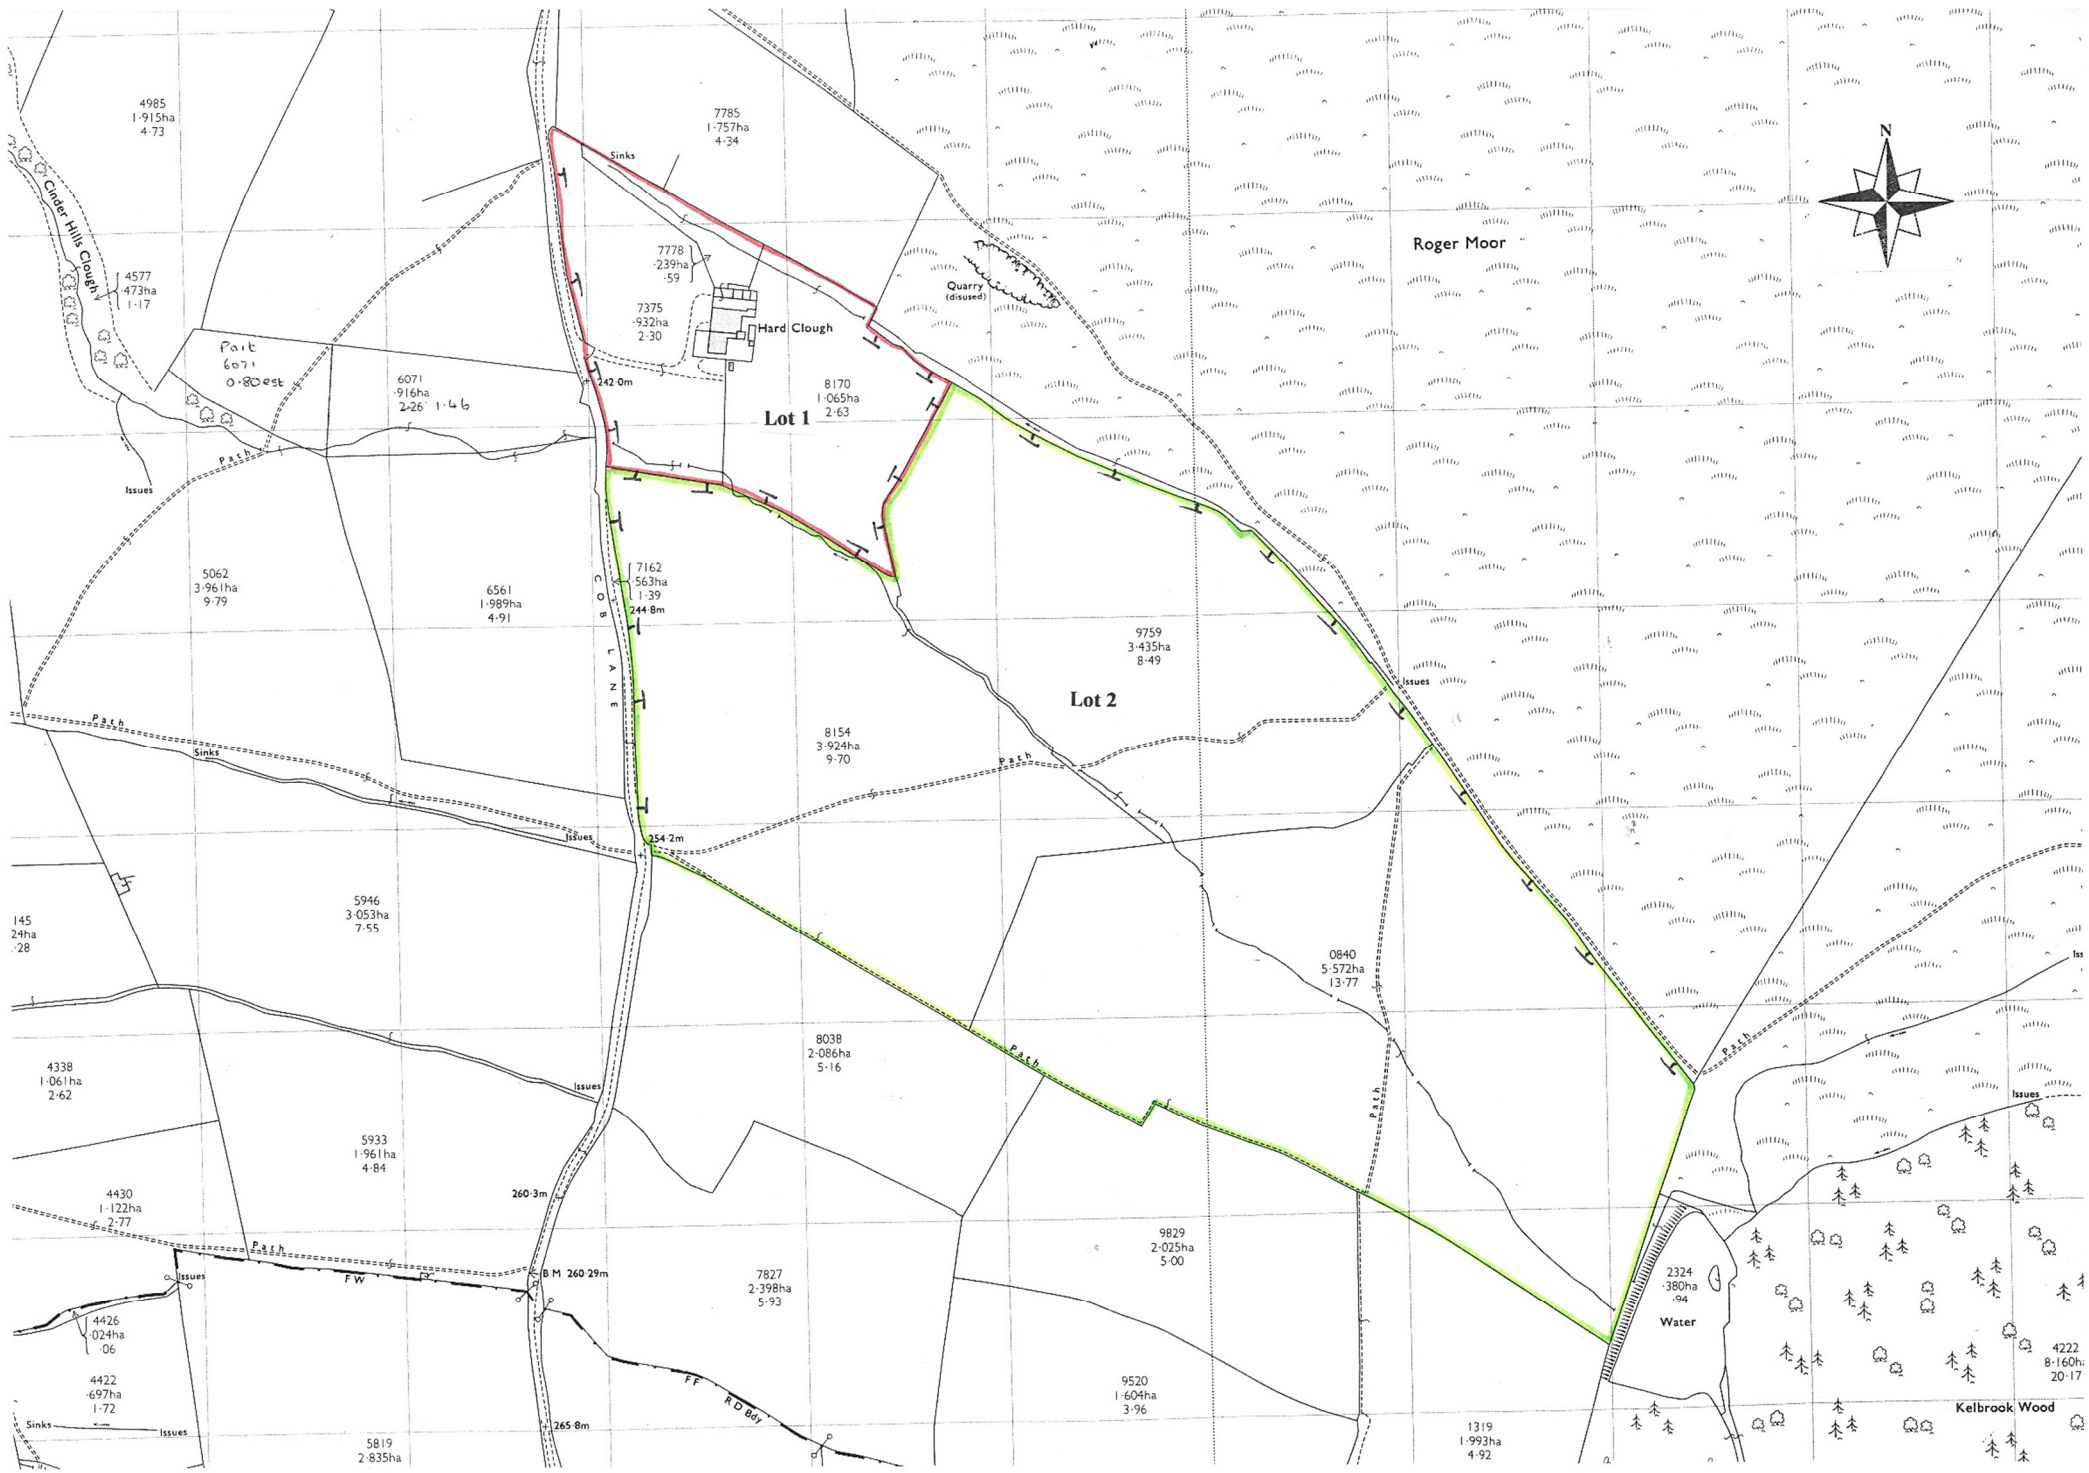 4985
1·915ha
4·73
7785
1·757ha
4·34
N
Sinks
Cinder Hills Clough
Roger Moor
7778
·239ha
·59
4577
·473ha
1·17
Quarry
(disused)
7375
·932ha
2·30
Hard Clough
Part
6071
0·80est
6071
·916ha
2·26 1·46
242·0m
8170
1·065ha
2·63
Lot 1
Path
Issues
5062
3·961ha
9·79
6561
1·989ha
4·91
COB LANE
7162
·563ha
1·39
244·8m
9759
3·435ha
8·49
Issues
Lot 2
Path
Sinks
8154
3·924ha
9·70
Path
Issues
254·2m
5946
3·053ha
7·55
145
24ha
·28
0840
5·572ha
13·77
Path
8038
2·086ha
5·16
Path
Path
4338
1·061ha
2·62
Issues
Issues
5933
1·961ha
4·84
260·3m
4430
1·122ha
2·77
Path
FW
Issues
BM 260·29m
7827
2·398ha
5·93
9829
2·025ha
5·00
2324
·380ha
·94
Water
4426
·024ha
·06
4422
·697ha
1·72
FF
RD Bdy
9520
1·604ha
3·96
4222
8·160ha
20·17
Kelbrook Wood
Sinks
Issues
265·8m
5819
2·835ha
1319
1·993ha
4·92